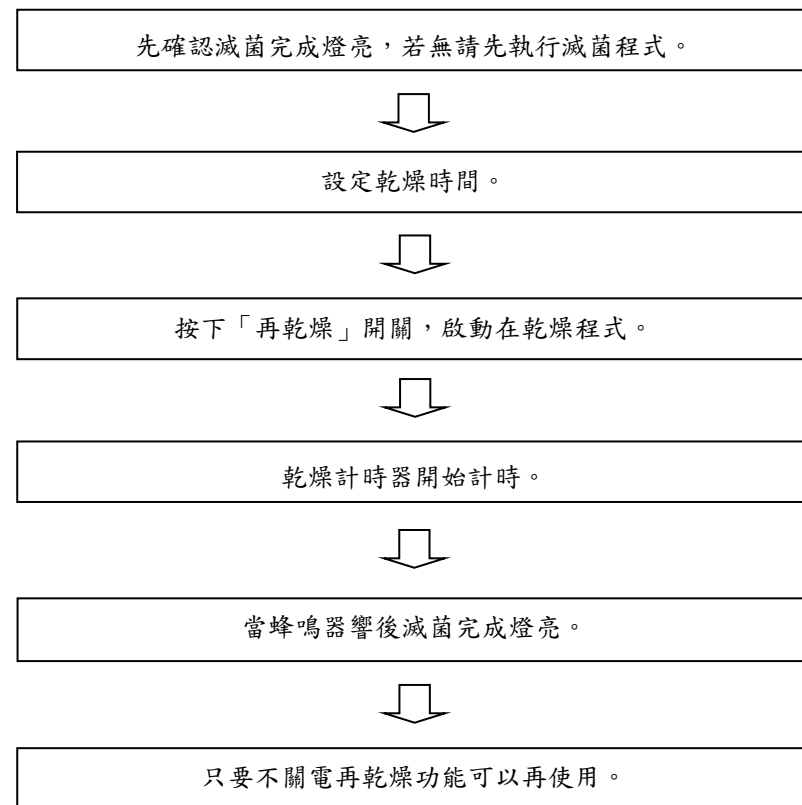 先確認滅菌完成燈亮，若無請先執行滅菌程式。
設定乾燥時間。
按下「再乾燥」開關，啟動在乾燥程式。
乾燥計時器開始計時。
當蜂鳴器響後滅菌完成燈亮。
只要不關電再乾燥功能可以再使用。